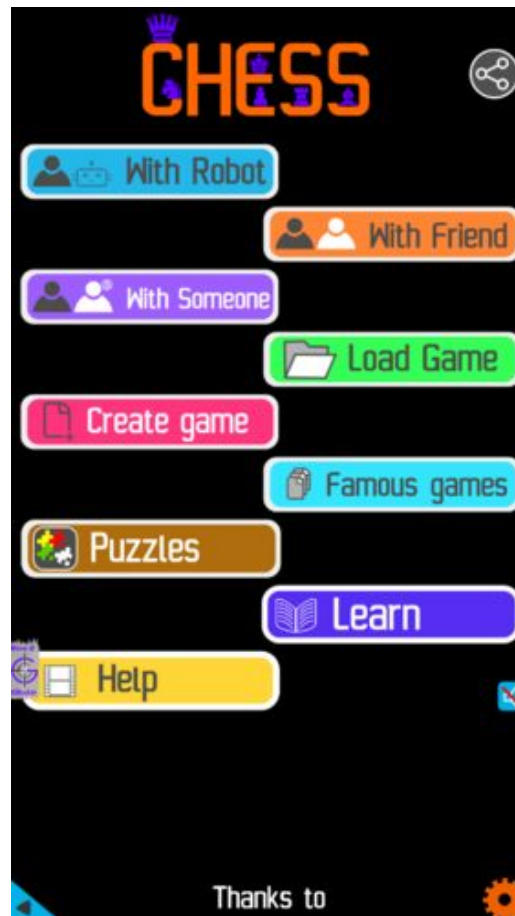 CHESS
With Robot
With Friend
With Someone
Load Game
Create game
Famous games
Puzzles
Learn
Help
Thanks to